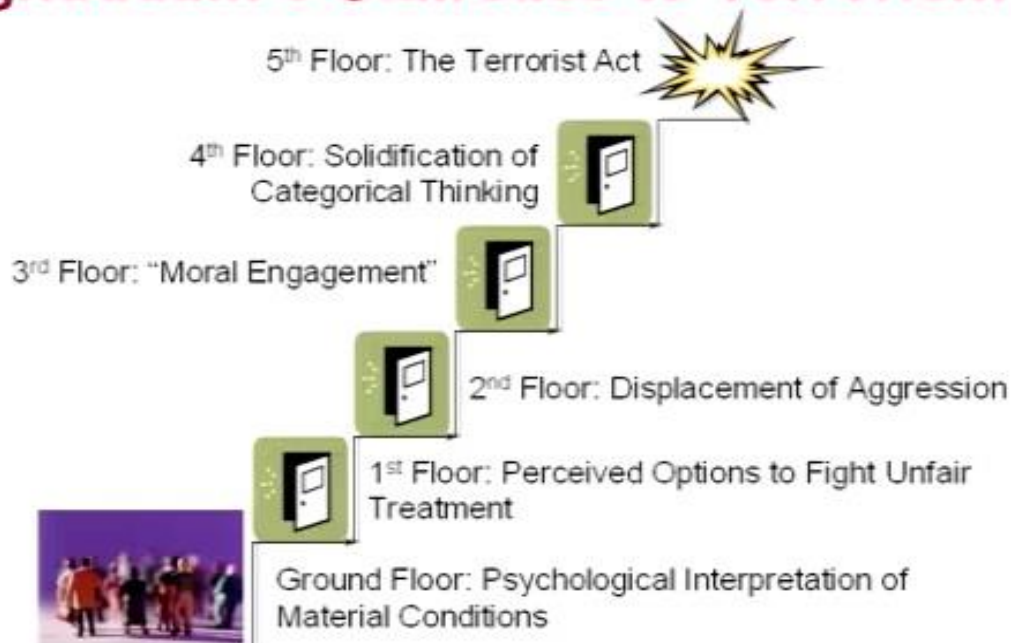 5th Floor: The Terrorist Act
4th Floor: Solidification of
Categorical Thinking
3rd Floor: “Moral Engagement”
2nd Floor: Displacement of Aggression
1st Floor: Perceived Options to Fight Unfair
Treatment
Ground Floor: Psychological Interpretation of
Material Conditions